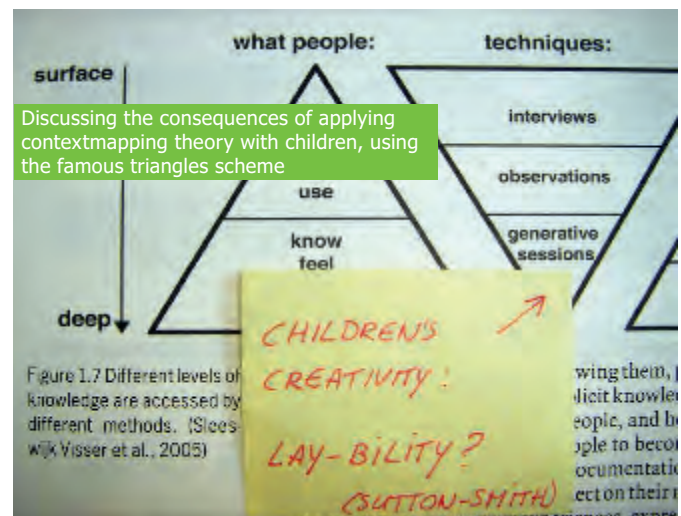 what people:
techniques:
surface
Discussing the consequences of applying
contextmapping theory with children, using
the famous triangles scheme
interviews
use
observations
know
feel
generative
sessions
deep
CHILDREN'S
CREATIVITY:
LAY-BILITY?
(SUTTON-SMITH)
Figure 1.7 Different levels of
knowledge are accessed by
different methods. (Slees-
wijk Visser et al., 2005)
wing them,
licit knowle
eople, and b
ople to beco
ocumentati
ect on their